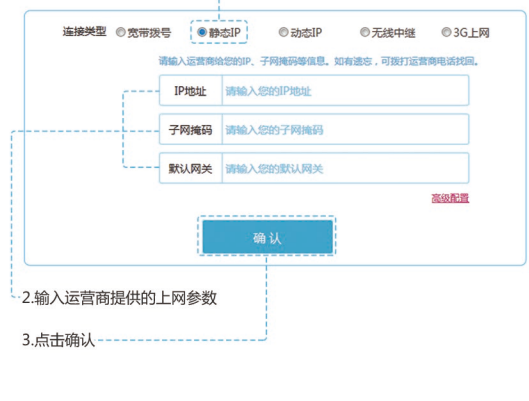 连接类型 宽带拨号 静态IP 动态IP 无线中继 3G上网
请输入运营商给您的IP、子网掩码等信息。如有遗忘，可拨打运营商电话找回。
IP地址 请输入您的IP地址
子网掩码 请输入您的子网掩码
默认网关 请输入您的默认网关
高级配置
确 认
2.输入运营商提供的上网参数
3.点击确认